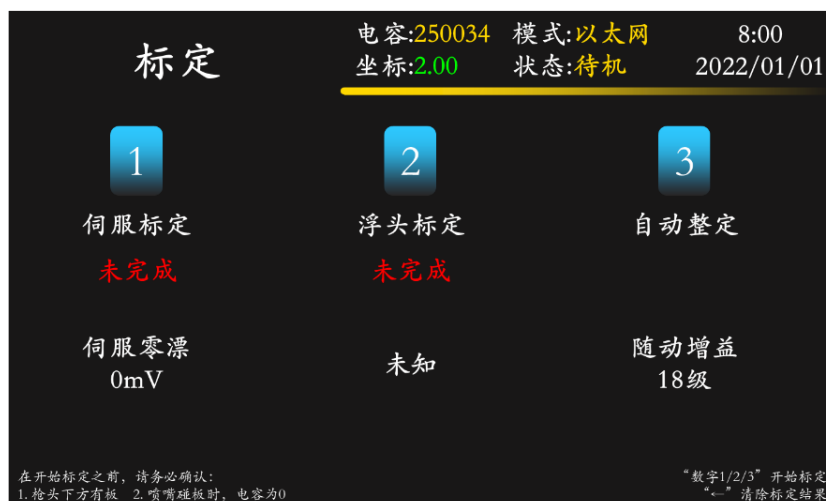 标定
电容:250034 模式:以太网 8:00
坐标:2.00 状态:待机 2022/01/01
1 2 3
伺服标定 浮头标定 自动整定
未完成 未完成
伺服零漂 未知 随动增益
0mV 18级
在开始标定之前，请务必确认：
1.枪头下方有板 2.喷嘴碰板时，电容为0
“数字1/2/3” 开始标定
“←” 清除标定结果